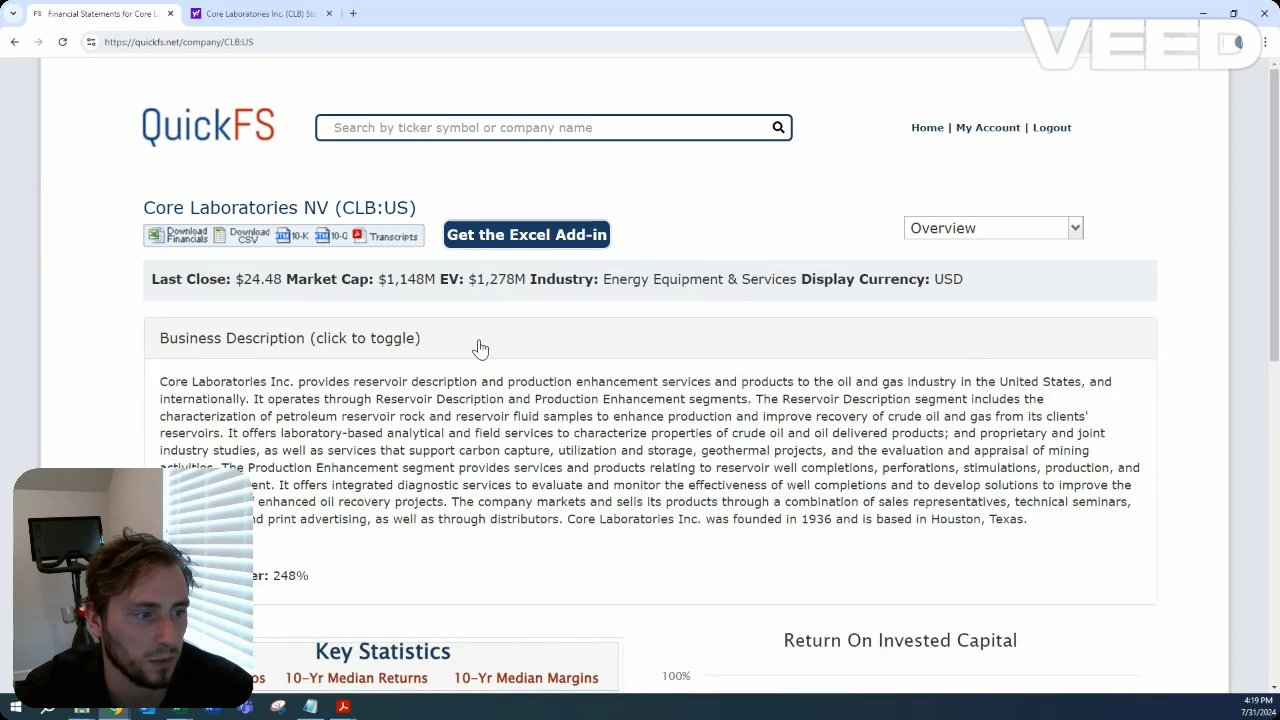 FS Financial Statements for Core La
Core Laboratories Inc. (CLB) Sto
https://quickfs.net/company/CLB:US
VEED
QuickFS
Search by ticker symbol or company name
Home | My Account | Logout
Core Laboratories NV (CLB:US)
Download Financials
Download CSV
10-K
10-Q
Transcripts
Get the Excel Add-in
Overview
Last Close: $24.48 Market Cap: $1,148M EV: $1,278M Industry: Energy Equipment & Services Display Currency: USD
Business Description (click to toggle)
Core Laboratories Inc. provides reservoir description and production enhancement services and products to the oil and gas industry in the United States, and
internationally. It operates through Reservoir Description and Production Enhancement segments. The Reservoir Description segment includes the
characterization of petroleum reservoir rock and reservoir fluid samples to enhance production and improve recovery of crude oil and gas from its clients'
reservoirs. It offers laboratory-based analytical and field services to characterize properties of crude oil and oil delivered products; and proprietary and joint
industry studies, as well as services that support carbon capture, utilization and storage, geothermal projects, and the evaluation and appraisal of mining
activities. The Production Enhancement segment provides services and products relating to reservoir well completions, perforations, stimulations, production, and
ent. It offers integrated diagnostic services to evaluate and monitor the effectiveness of well completions and to develop solutions to improve the
of enhanced oil recovery projects. The company markets and sells its products through a combination of sales representatives, technical seminars,
nd print advertising, as well as through distributors. Core Laboratories Inc. was founded in 1936 and is based in Houston, Texas.
er: 248%
Key Statistics
Return On Invested Capital
os 10-Yr Median Returns 10-Yr Median Margins
100%
4:19 PM
7/31/2024